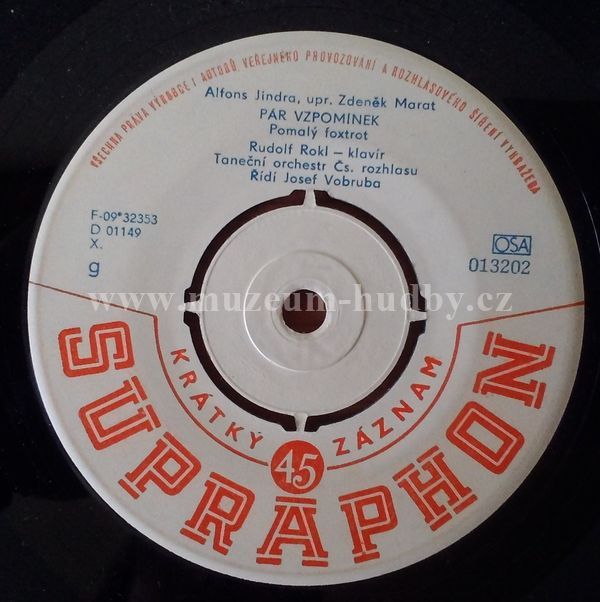 VŠECHNA PRÁVA VÝROBCE I AUTORŮ VEŘEJNÉHO PROVOZOVÁNÍ A ROZHLASOVÉHO ŠÍŘENÍ VYHRAŽENA
Alfons Jindra, upr. Zdeněk Marat
PÁR VZPOMÍNEK
Pomalý foxtrot
Rudolf Rokl – klavír
Taneční orchestr Čs. rozhlasu
Řídí Josef Vobruba
F-09*32353
D 01149
X.
g
OSA
013202
www.muzeum-hudby.cz
KRÁTKÝ ZÁZNAM
45
SUPRAPHON